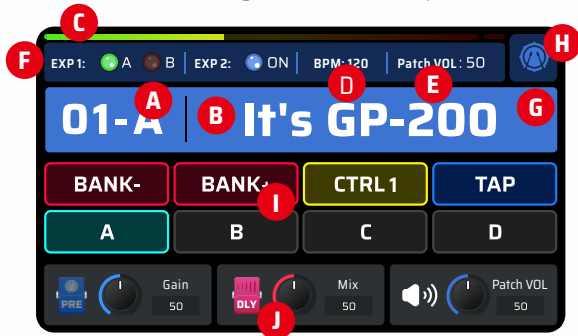 C
F EXP 1: A B EXP 2: ON BPM: 120 Patch VOL: 50 H
A D E
01-A B It's GP-200 G
BANK- BANK+ CTRL 1 TAP
I
A B C D
PRE Gain 50 DLY Mix 50 Patch VOL 50
J